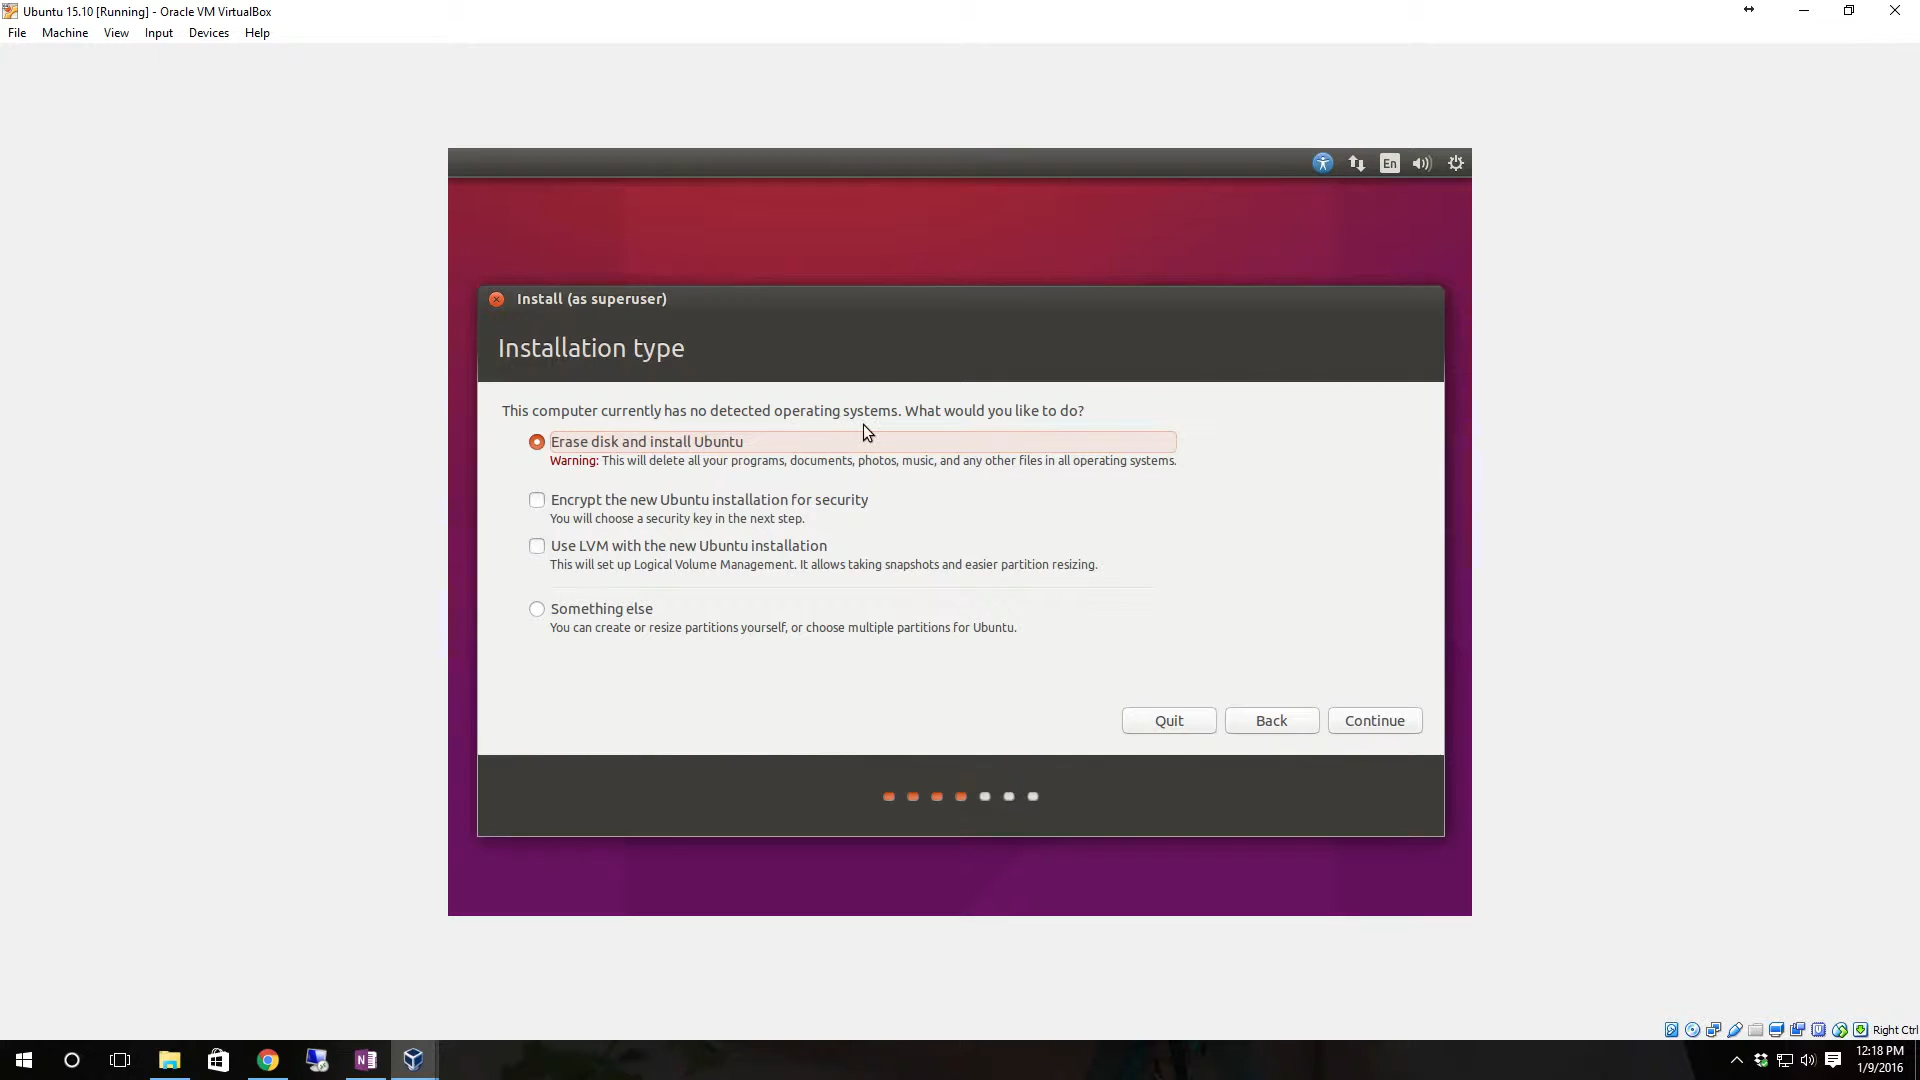 Ubuntu 15.10 [Running] - Oracle VM VirtualBox
File Machine View Input Devices Help
En
Install (as superuser)
Installation type
This computer currently has no detected operating systems. What would you like to do?
Erase disk and install Ubuntu
Warning: This will delete all your programs, documents, photos, music, and any other files in all operating systems.
Encrypt the new Ubuntu installation for security
You will choose a security key in the next step.
Use LVM with the new Ubuntu installation
This will set up Logical Volume Management. It allows taking snapshots and easier partition resizing.
Something else
You can create or resize partitions yourself, or choose multiple partitions for Ubuntu.
Quit Back Continue
Right Ctrl
N
12:18 PM
1/9/2016